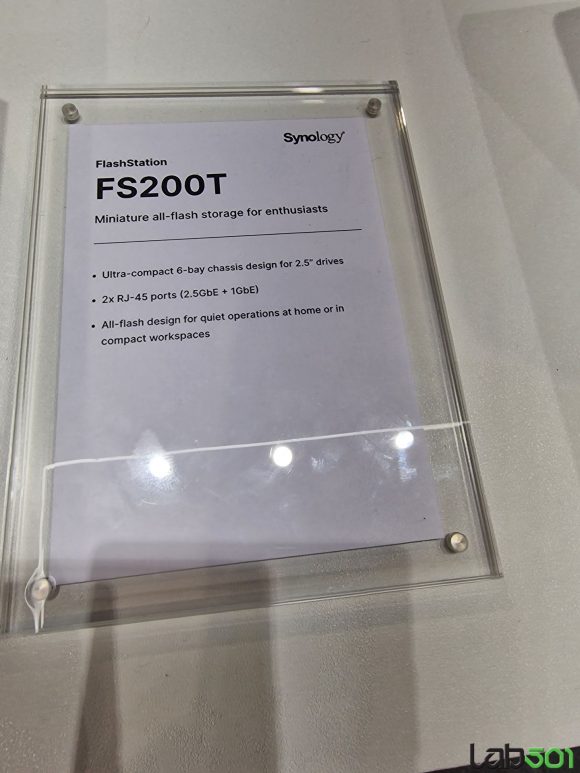 Synology
FlashStation
FS200T
Miniature all-flash storage for enthusiasts
• Ultra-compact 6-bay chassis design for 2.5" drives
• 2x RJ-45 ports (2.5GbE + 1GbE)
• All-flash design for quiet operations at home or in
compact workspaces
Lab501